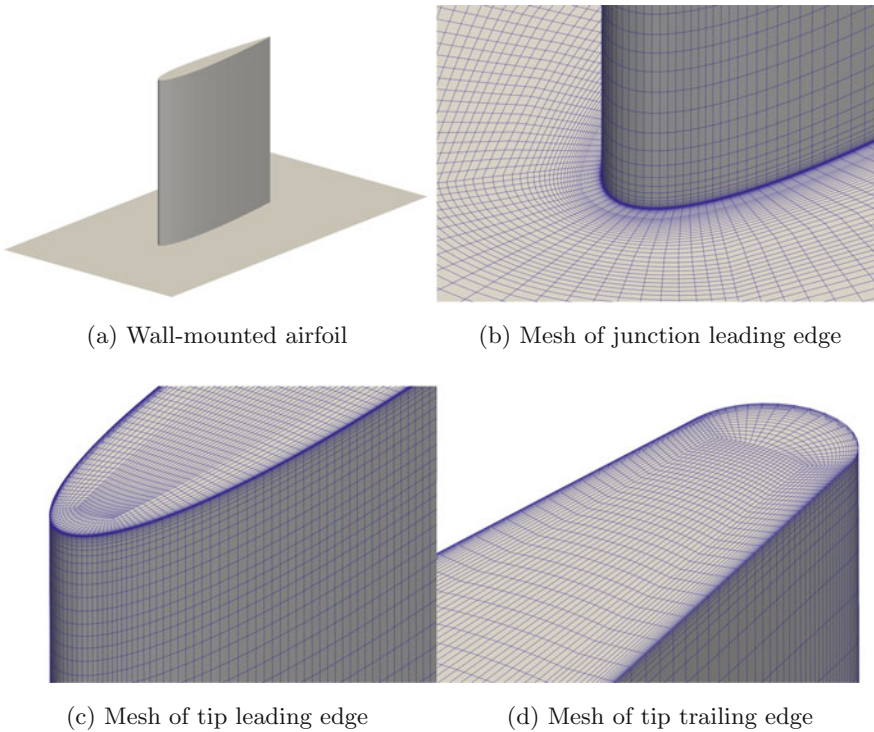 (a) Wall-mounted airfoil
(b) Mesh of junction leading edge
(c) Mesh of tip leading edge
(d) Mesh of tip trailing edge